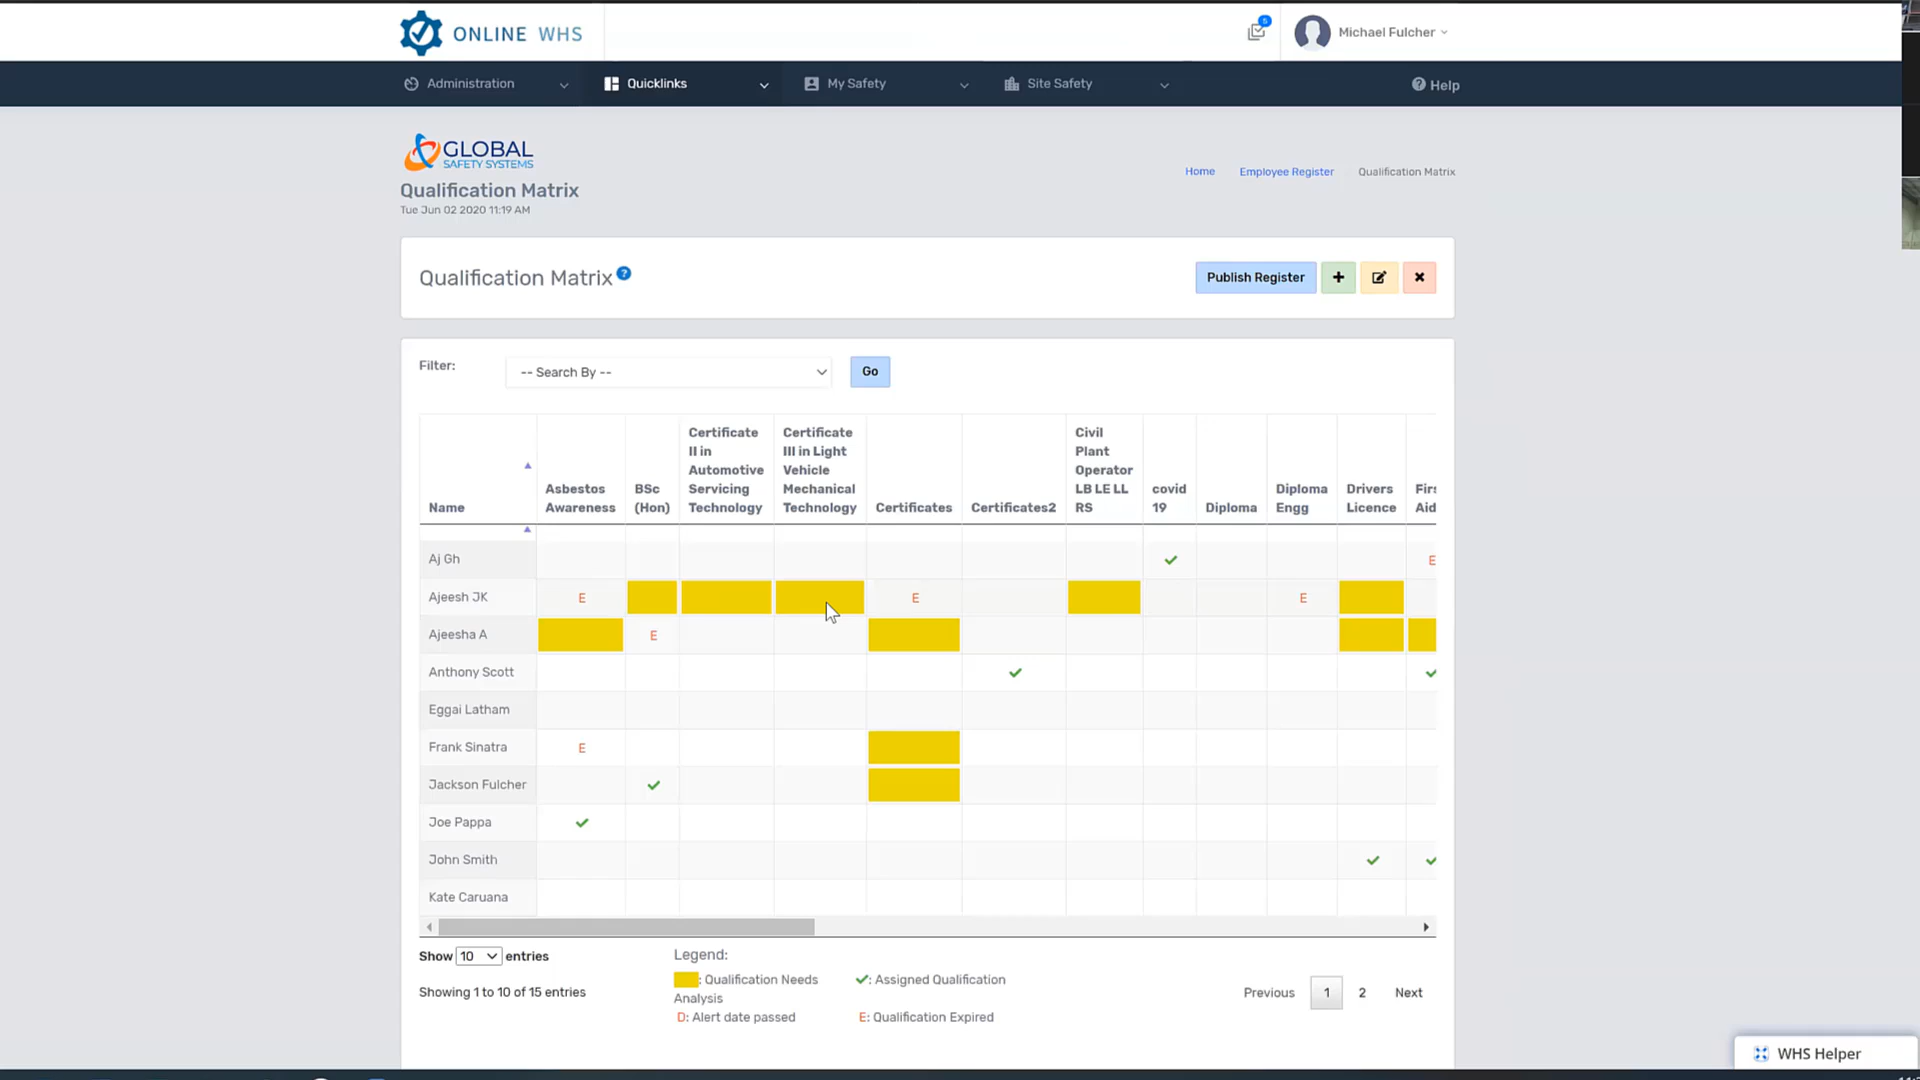 ONLINE WHS
5
Michael Fulcher
Administration
Quicklinks
My Safety
Site Safety
? Help
GLOBAL
SAFETY SYSTEMS
Qualification Matrix
Tue Jun 02 2020 11:19 AM
Home
Employee Register
Qualification Matrix
Qualification Matrix ?
Publish Register
Filter:
-- Search By --
Go
Name
Asbestos
Awareness
BSc
(Hon)
Certificate
II in
Automotive
Servicing
Technology
Certificate
III in Light
Vehicle
Mechanical
Technology
Certificates
Certificates2
Civil
Plant
Operator
LB LE LL
RS
covid
19
Diploma
Diploma
Engg
Drivers
Licence
Firs
Aid
Aj Gh
E
Ajeesh JK
E
E
E
Ajeesha A
E
Anthony Scott
Eggai Latham
Frank Sinatra
E
Jackson Fulcher
Joe Pappa
John Smith
Kate Caruana
Show 10 entries
Showing 1 to 10 of 15 entries
Legend:
: Qualification Needs
Analysis
: Assigned Qualification
D: Alert date passed
E: Qualification Expired
Previous
1
2
Next
WHS Helper